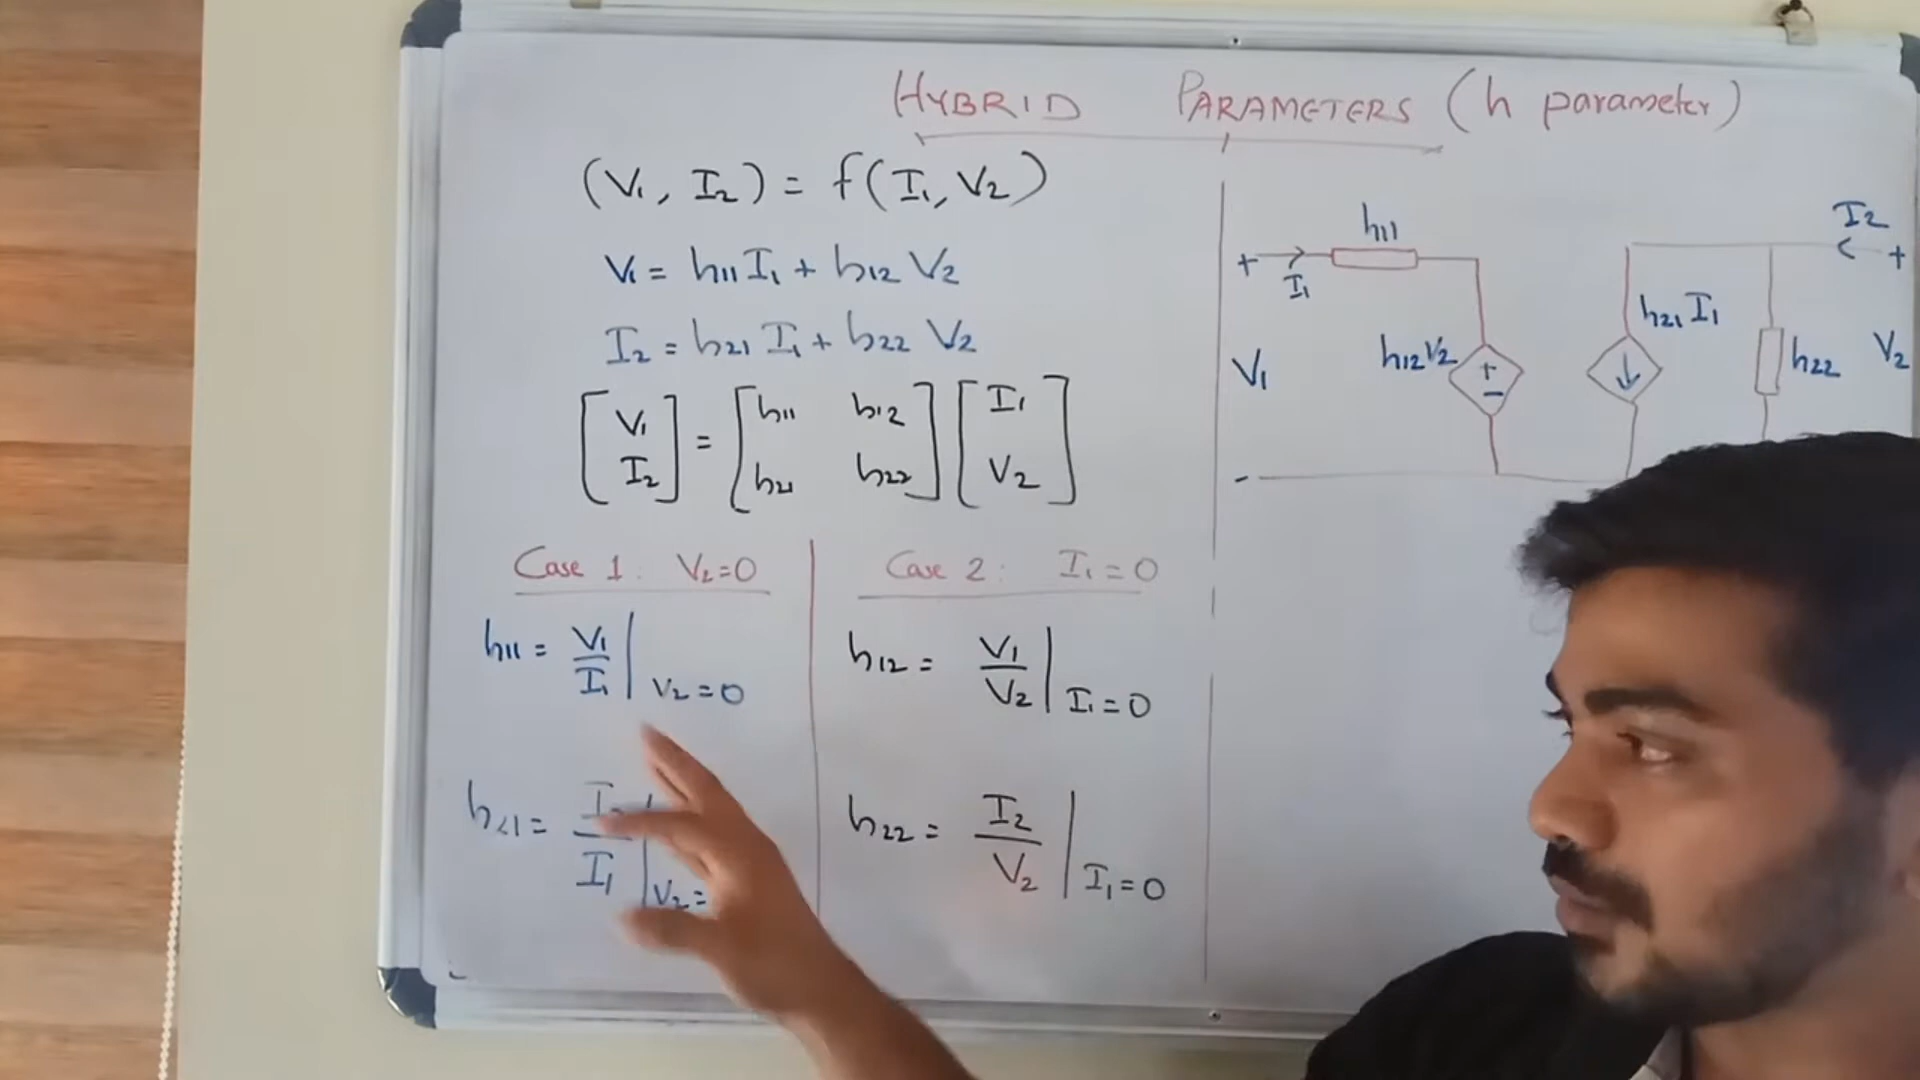 HYBRID PARAMETERS (h parameter)
(V1, I2) = f(I1, V2)
V1 = h11 I1 + h12 V2
I2 = h21 I1 + h22 V2
[V1 I2] = [h11 h12 h21 h22] [I1 V2]
Case 1: V2=0
h11 = V1/I1 | V2=0
h21 = I2/I1 | V2=
Case 2: I1=0
h12 = V1/V2 | I1=0
h22 = I2/V2 | I1=0
h11
I2
+
I1
+
h21 I1
V1
h12V2
+
-
h22
V2
-